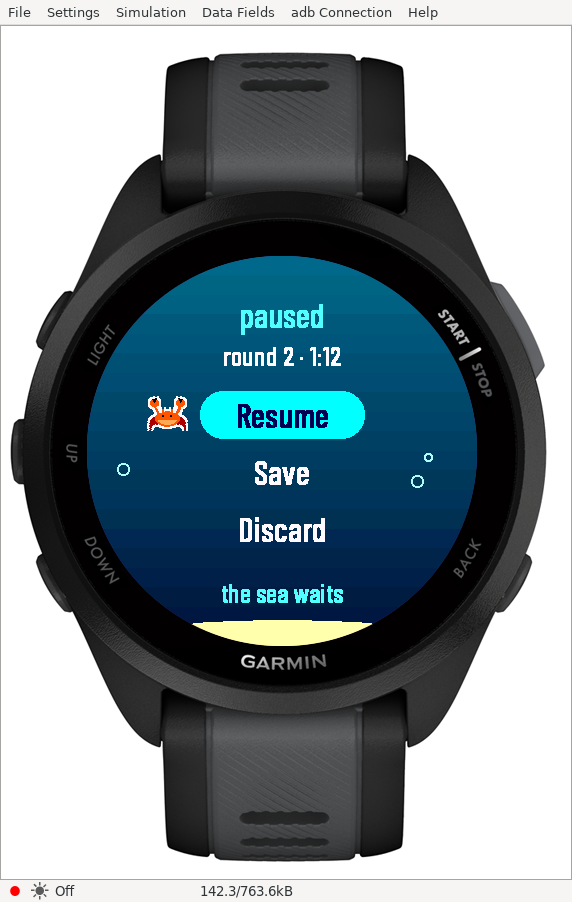 File Settings Simulation Data Fields adb Connection Help
START
STOP
LIGHT
UP
DOWN
BACK
paused
round 2 · 1:12
Resume
Save
Discard
the sea waits
GARMIN
Off 142.3/763.6kB